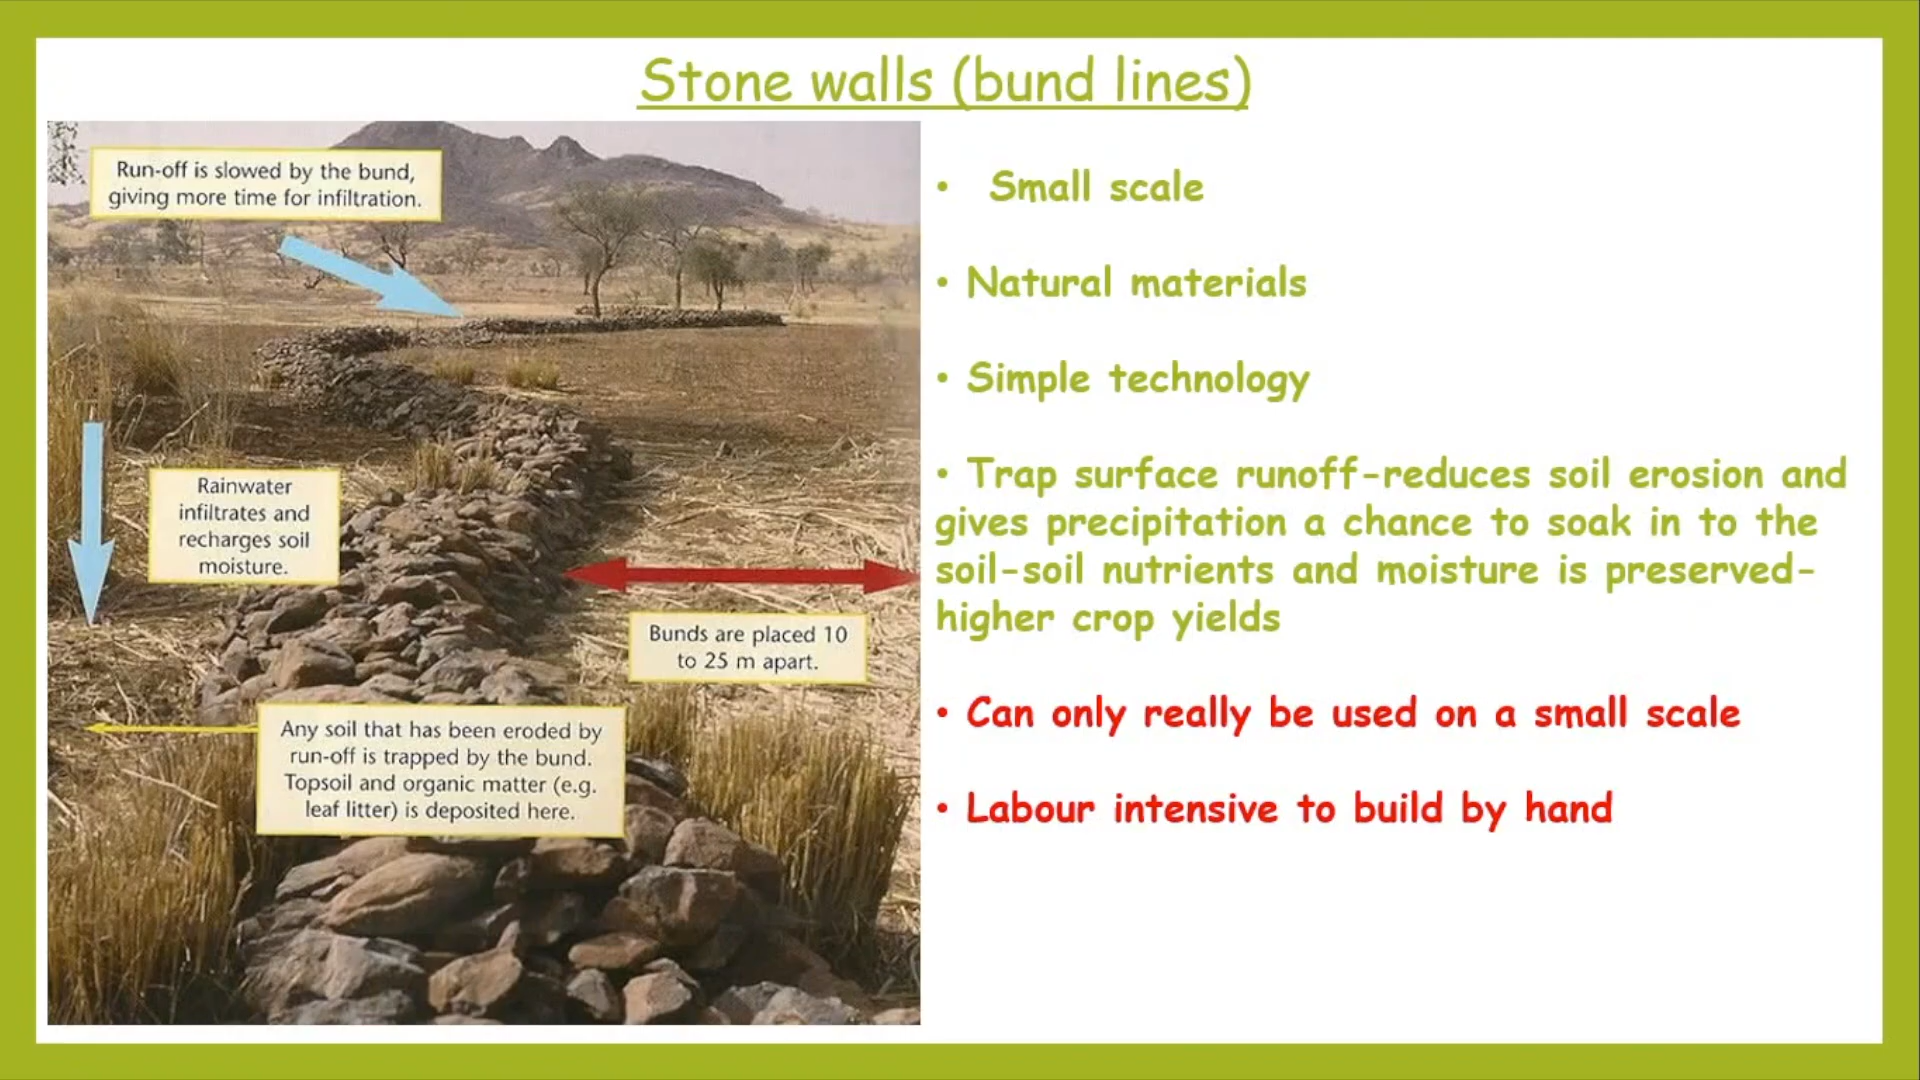 Stone walls (bund lines)
Run-off is slowed by the bund,
giving more time for infiltration.
Rainwater
infiltrates and
recharges soil
moisture.
Bunds are placed 10
to 25 m apart.
Any soil that has been eroded by
run-off is trapped by the bund.
Topsoil and organic matter (e.g.
leaf litter) is deposited here.
• Small scale
• Natural materials
• Simple technology
• Trap surface runoff-reduces soil erosion and
gives precipitation a chance to soak in to the
soil-soil nutrients and moisture is preserved-
higher crop yields
• Can only really be used on a small scale
• Labour intensive to build by hand